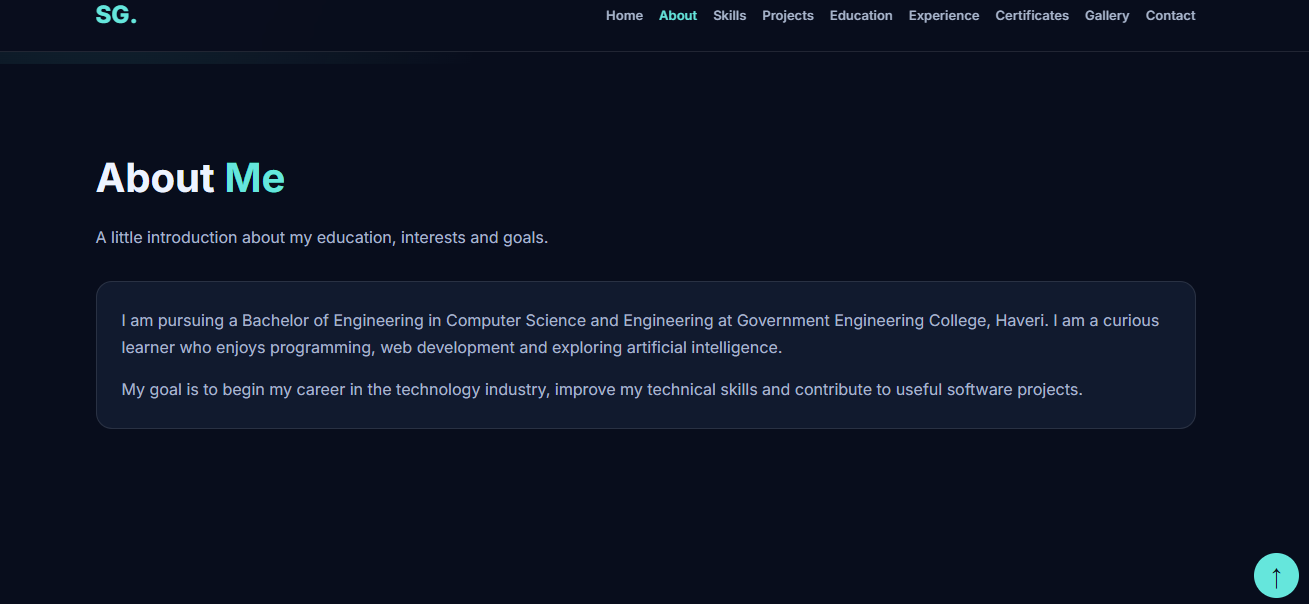 SG.
Home About Skills Projects Education Experience Certificates Gallery Contact
About Me
A little introduction about my education, interests and goals.
I am pursuing a Bachelor of Engineering in Computer Science and Engineering at Government Engineering College, Haveri. I am a curious
learner who enjoys programming, web development and exploring artificial intelligence.
My goal is to begin my career in the technology industry, improve my technical skills and contribute to useful software projects.
↑